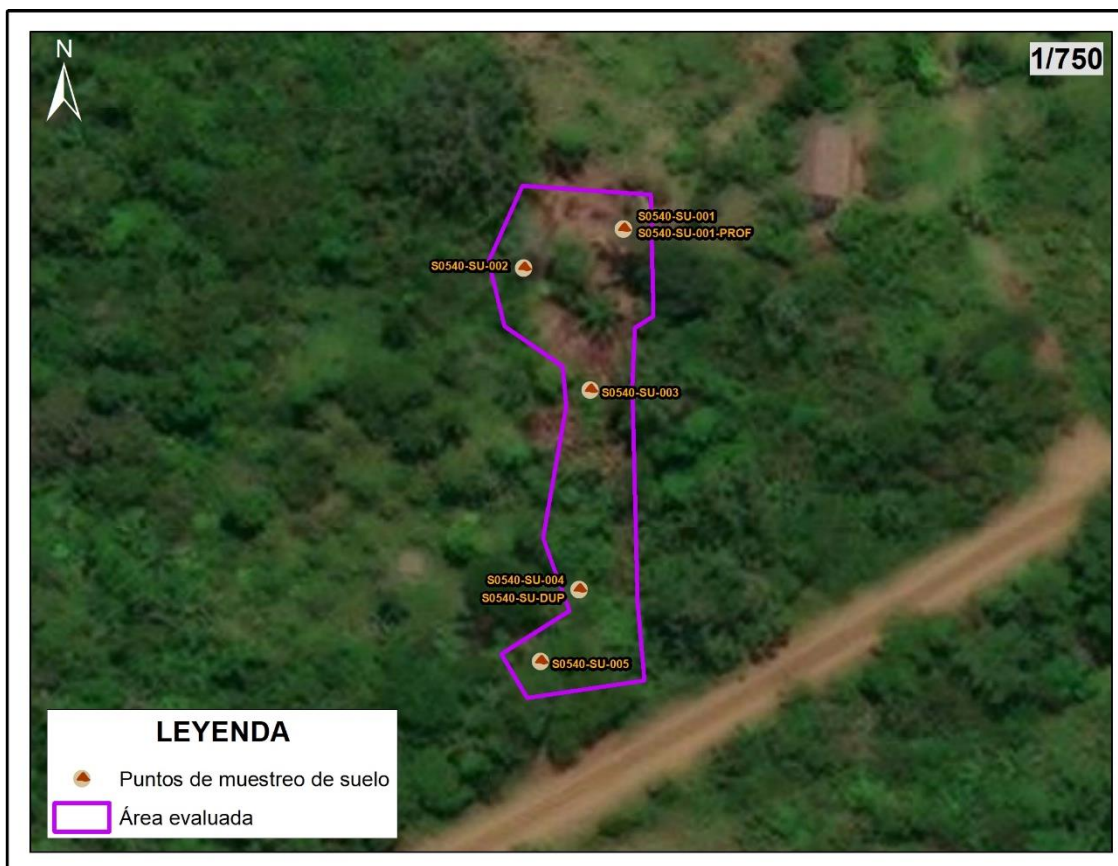 N
1/750
S0540-SU-001
S0540-SU-001-PROF
S0540-SU-002
S0540-SU-003
S0540-SU-004
S0540-SU-DUP
S0540-SU-005
LEYENDA
Puntos de muestreo de suelo
Área evaluada